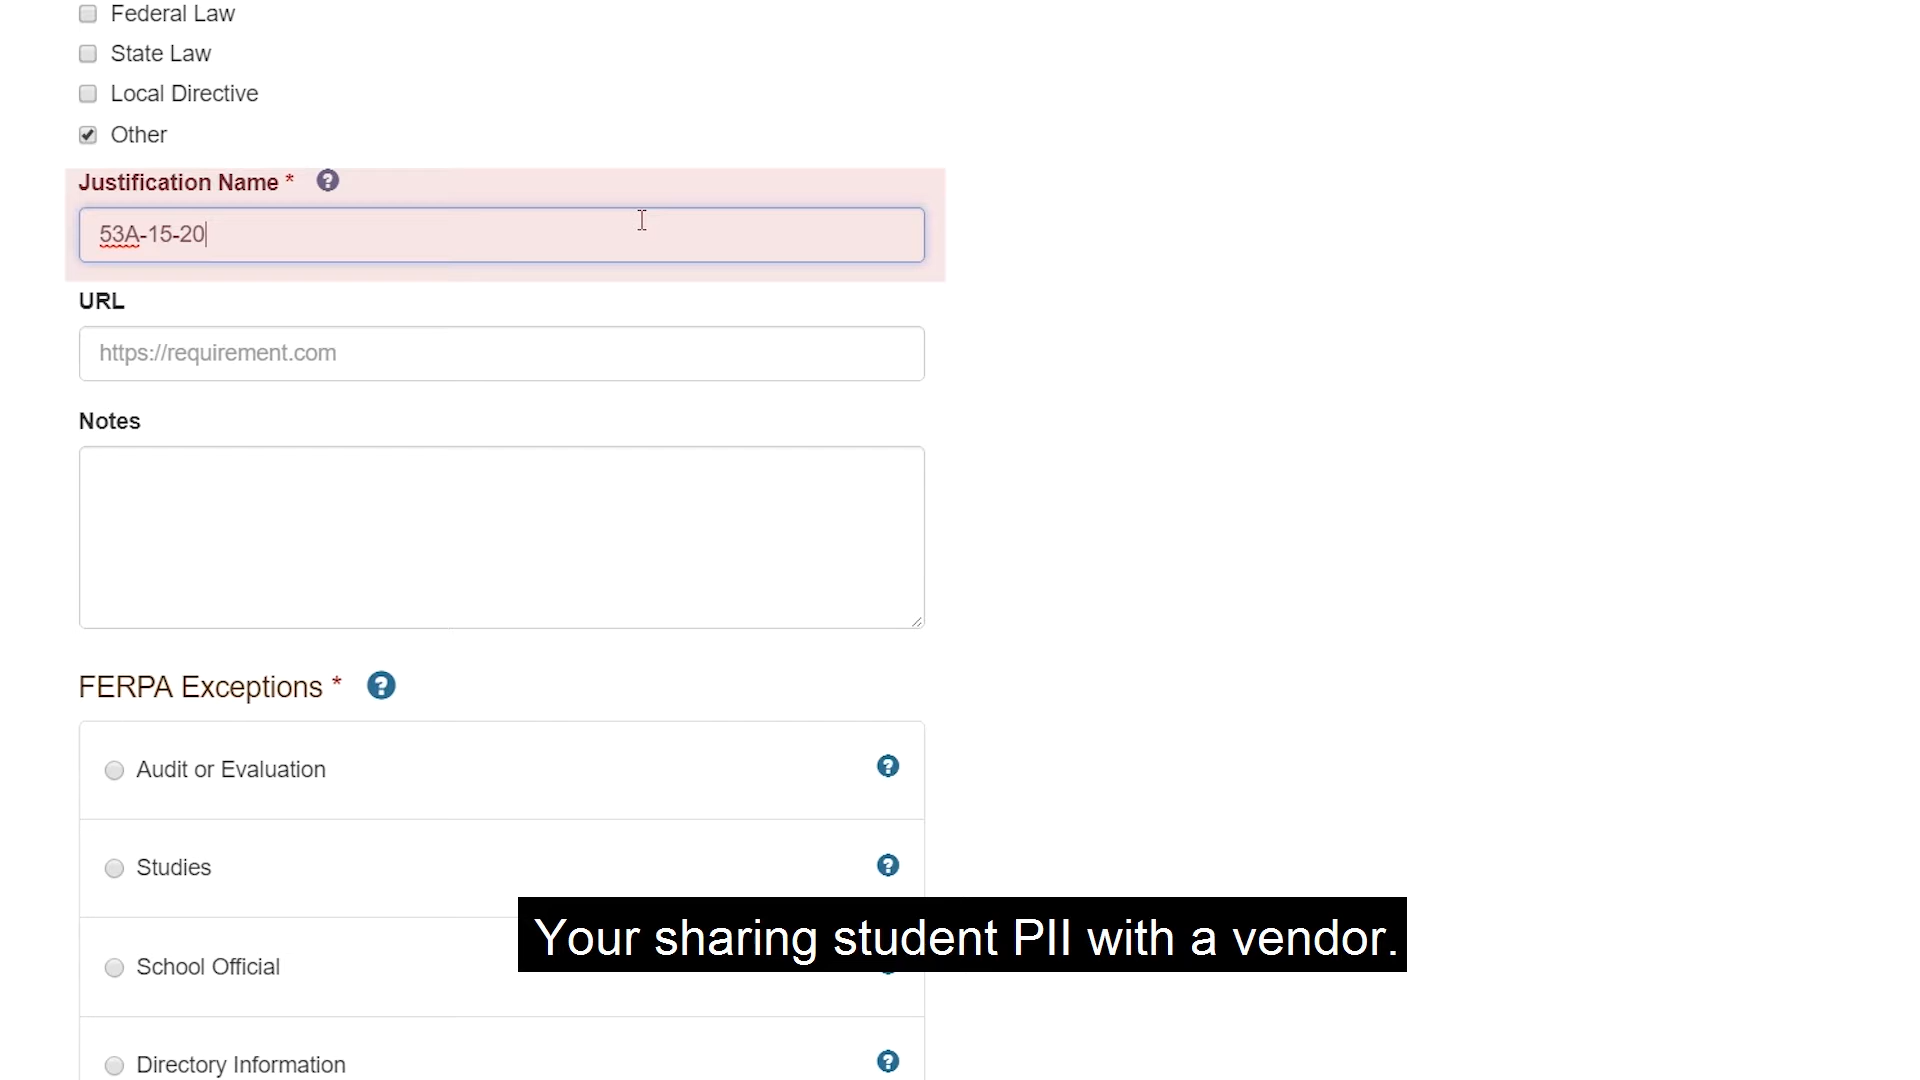 Federal Law
State Law
Local Directive
Other
Justification Name * ?
53A-15-20
URL
https://requirement.com
Notes
FERPA Exceptions * ?
Audit or Evaluation ?
Studies ?
School Official
Your sharing student PII with a vendor.
Directory Information ?